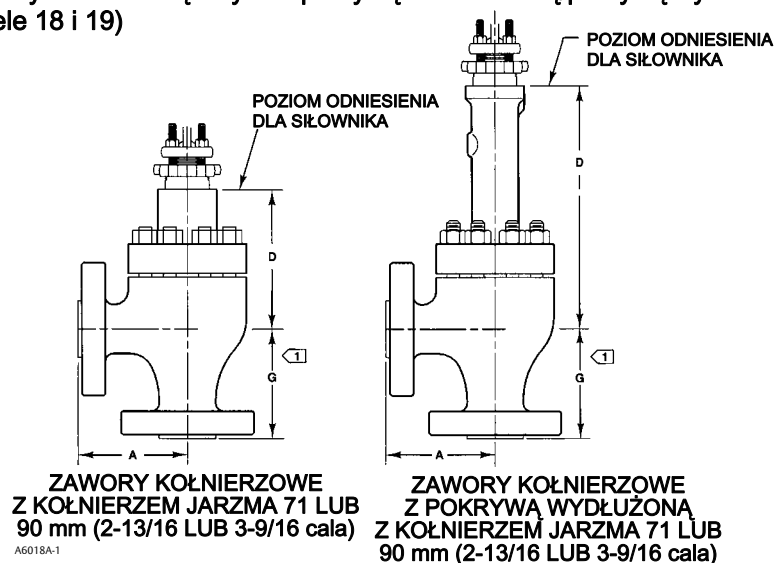 ele 18 i 19)
POZIOM ODNIESIENIA
DLA SIŁOWNIKA
D
1
G
A
ZAWORY KOŁNIERZOWE
Z KOŁNIERZEM JARZMA 71 LUB
90 mm (2-13/16 LUB 3-9/16 cala)
A6018A-1
POZIOM ODNIESIENIA
DLA SIŁOWNIKA
D
1
G
A
ZAWORY KOŁNIERZOWE
Z POKRYWĄ WYDŁUŻONĄ
Z KOŁNIERZEM JARZMA 71 LUB
90 mm (2-13/16 LUB 3-9/16 cala)